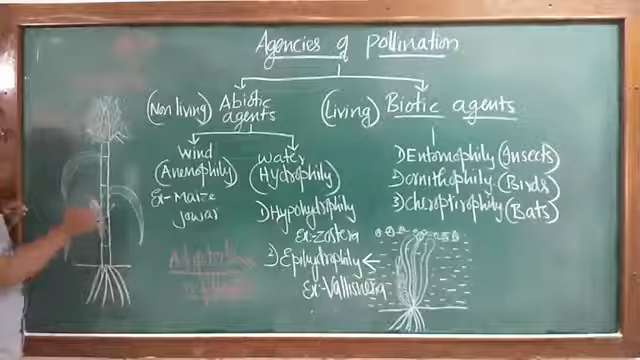 Agencies of pollination
(Non living) Abiotic agents
(Living) Biotic agents
Wind
(Anemophily)
Ex-Maize
Jowar
Water
(Hydrophily)
1) Hypohydrophily
Ex-Zostera
2) Epihydrophily
Ex-Vallisneria
1) Entomophily (Insects)
2) Ornithophily (Birds)
3) Cheiroptirophily (Bats)